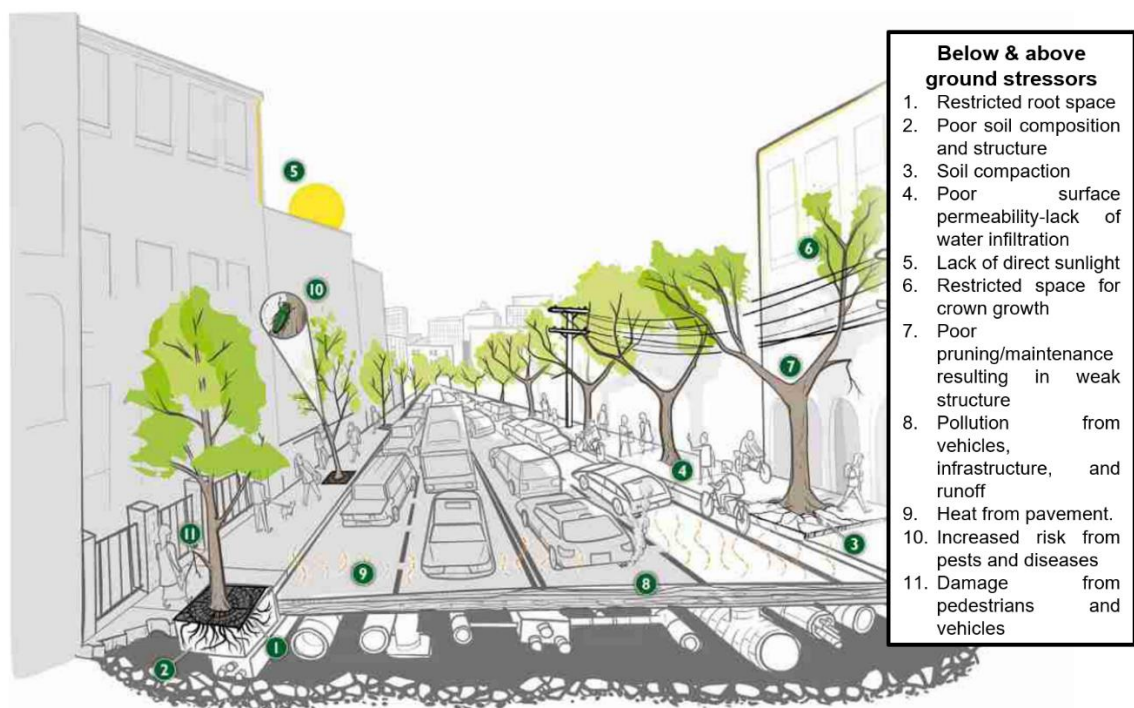 Below & above
ground stressors
1. Restricted root space
2. Poor soil composition
and structure
3. Soil compaction
4. Poor surface
permeability-lack of
water infiltration
5. Lack of direct sunlight
6. Restricted space for
crown growth
7. Poor
pruning/maintenance
resulting in weak
structure
8. Pollution from
vehicles,
infrastructure, and
runoff
9. Heat from pavement.
10. Increased risk from
pests and diseases
11. Damage from
pedestrians and
vehicles
5
10
6
7
4
11
3
9
8
1
2